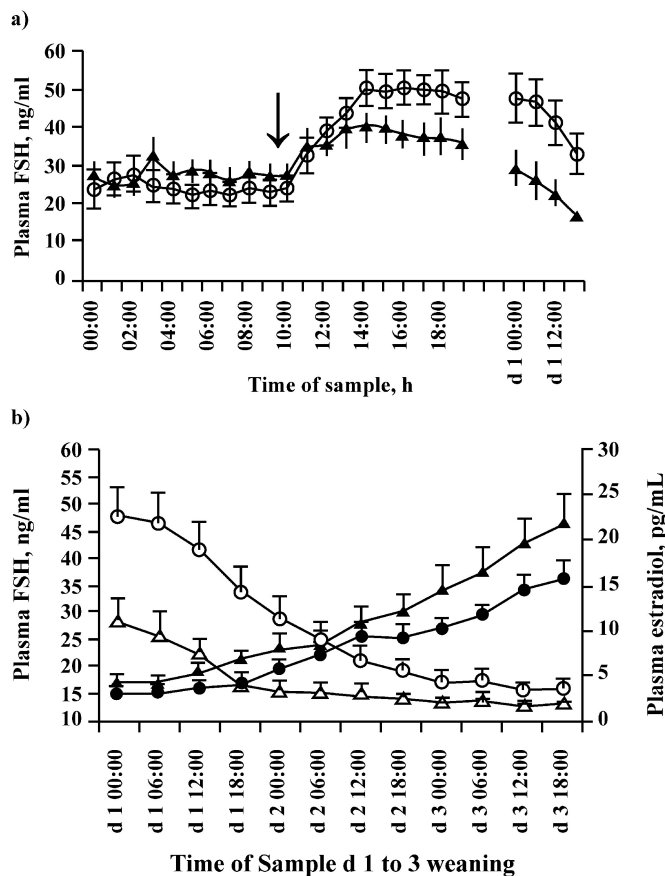 a)
Plasma FSH, ng/ml
60
50
40
30
20
10
0
00:00
02:00
04:00
06:00
08:00
10:00
12:00
14:00
16:00
18:00
d 1 00:00
d 1 12:00
Time of sample, h
b)
Plasma FSH, ng/ml
60
55
50
45
40
35
30
25
20
15
10
30
25
20
15
10
5
0
Plasma estradiol, pg/mL
d 1 00:00
d 1 06:00
d 1 12:00
d 1 18:00
d 2 00:00
d 2 06:00
d 2 12:00
d 2 18:00
d 3 00:00
d 3 06:00
d 3 12:00
d 3 18:00
Time of Sample d 1 to 3 weaning